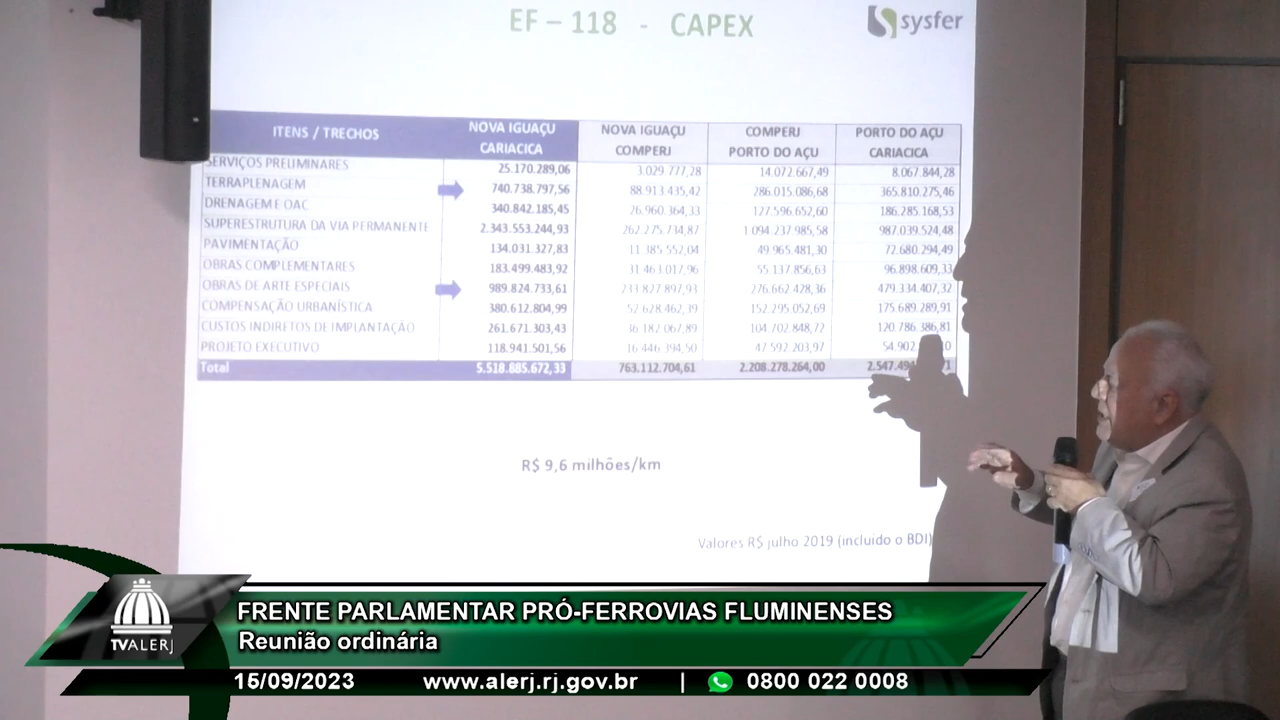 EF – 118 - CAPEX
sysfer
ITENS / TRECHOS NOVA IGUAÇU CARIACICA NOVA IGUAÇU COMPERJ COMPERJ PORTO DO AÇU PORTO DO AÇU CARIACICA
SERVIÇOS PRELIMINARES 25.170.289,06 3.029.777,28 14.072.667,49 8.067.844,28
TERRAPLENAGEM 740.738.797,56 88.913.435,42 286.015.086,68 365.810.275,46
DRENAGEM E OAC 340.842.185,45 26.960.364,33 127.596.652,60 186.285.168,53
SUPERESTRUTURA DA VIA PERMANENTE 2.343.553.244,93 262.275.734,87 1.094.237.985,58 987.039.524,48
PAVIMENTAÇÃO 134.031.327,83 11.385.552,04 49.965.481,30 72.680.294,49
OBRAS COMPLEMENTARES 183.499.483,92 31.463.017,96 55.137.856,63 96.898.609,33
OBRAS DE ARTE ESPECIAIS 989.824.733,61 233.827.897,93 276.662.428,36 479.334.407,32
COMPENSAÇÃO URBANÍSTICA 380.612.804,99 52.628.462,39 152.295.052,69 175.689.289,91
CUSTOS INDIRETOS DE IMPLANTAÇÃO 261.671.303,43 36.182.067,89 104.702.848,72 120.786.386,81
PROJETO EXECUTIVO 118.941.501,56 16.446.394,50 47.592.203,97
Total 5.518.885.672,33 763.112.704,61 2.208.278.264,00
R$ 9,6 milhões/km
Valores R$ julho 2019 (incluido o BDI)
TVALERJ
FRENTE PARLAMENTAR PRÓ-FERROVIAS FLUMINENSES
Reunião ordinária
15/09/2023 www.alerj.rj.gov.br | 0800 022 0008